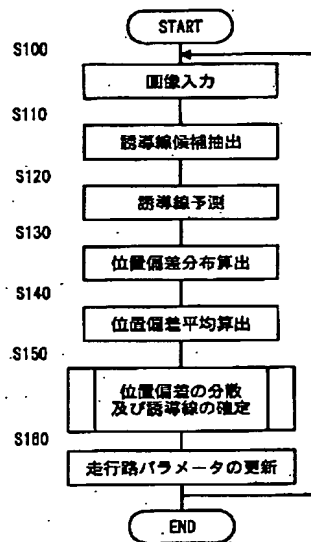 START
S100
画像入力
S110
誘導線候補抽出
S120
誘導線予測
S130
位置偏差分布算出
S140
位置偏差平均算出
S150
位置偏差の分散
及び誘導線の確定
S180
走行路パラメータの更新
END